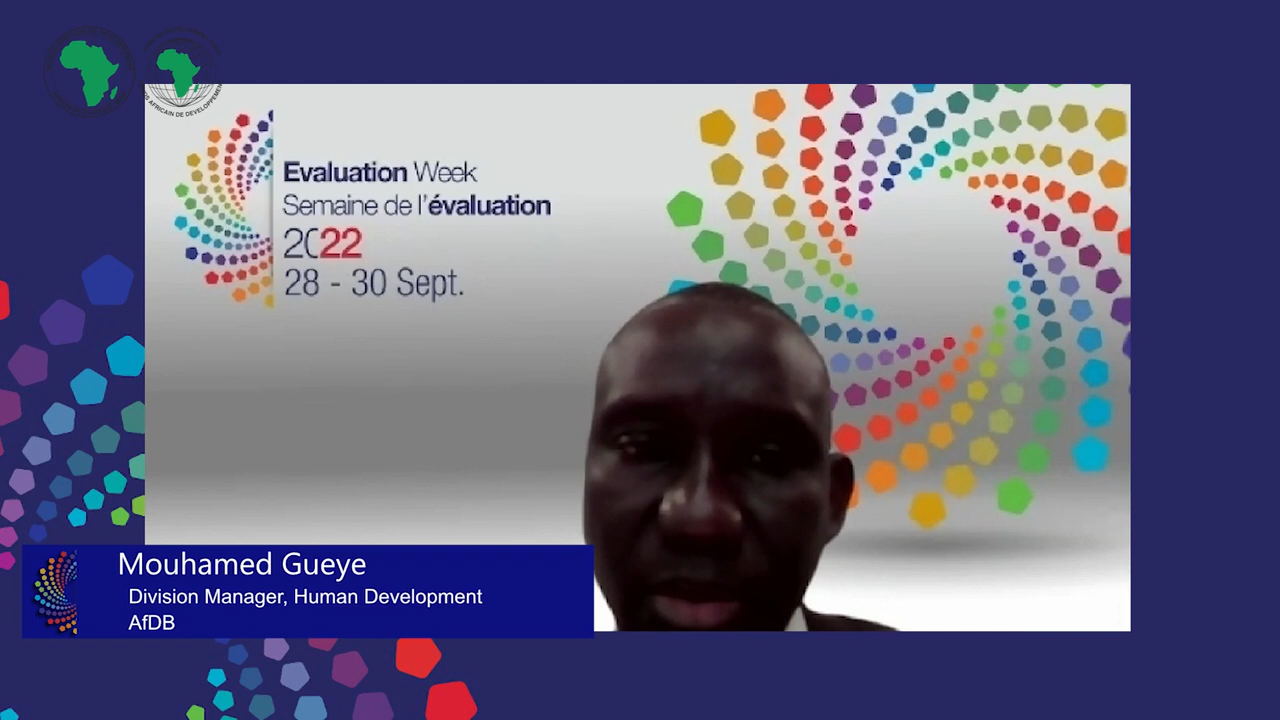 Evaluation Week
Semaine de l'évaluation
2022
28 - 30 Sept.
Mouhamed Gueye
Division Manager, Human Development
AfDB